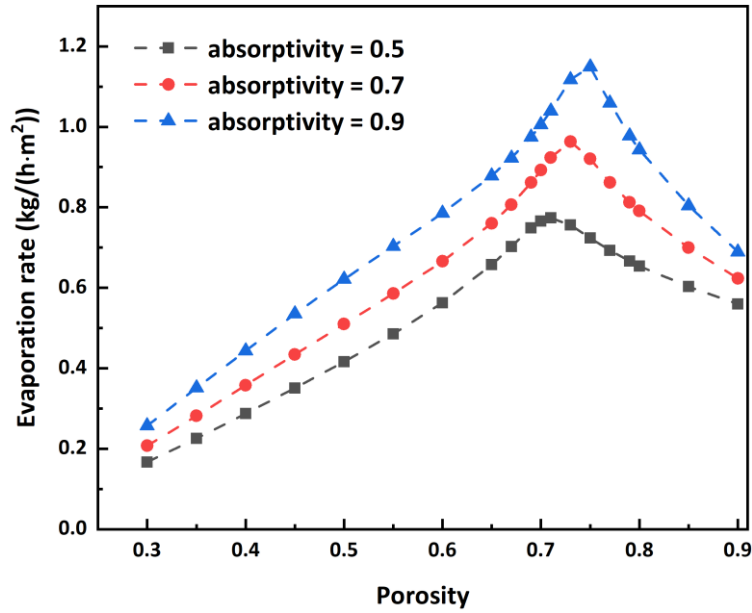 absorptivity = 0.5
absorptivity = 0.7
absorptivity = 0.9
Evaporation rate (kg/(h·m²))
1.2
1.0
0.8
0.6
0.4
0.2
0.0
0.3 0.4 0.5 0.6 0.7 0.8 0.9
Porosity